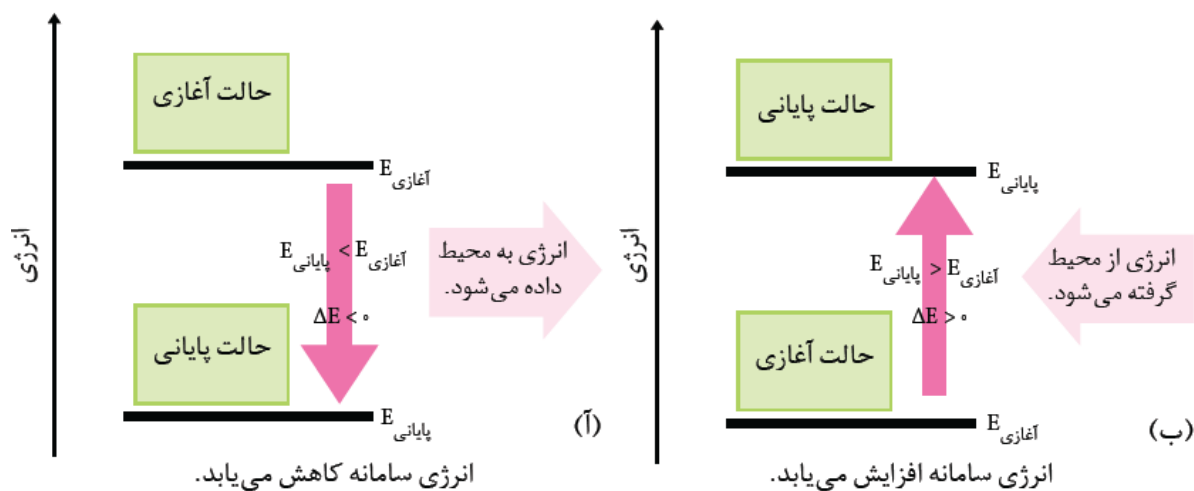 انرژی
حالت آغازی
E آغازی
E پایانی < E آغازی
ΔE < ۰
انرژی به محیط
داده می‌شود.
حالت پایانی
E پایانی
(آ)
انرژی سامانه کاهش می‌یابد.
انرژی
حالت پایانی
E پایانی
E پایانی > E آغازی
ΔE > ۰
انرژی از محیط
گرفته می‌شود.
حالت آغازی
E آغازی
(ب)
انرژی سامانه افزایش می‌یابد.